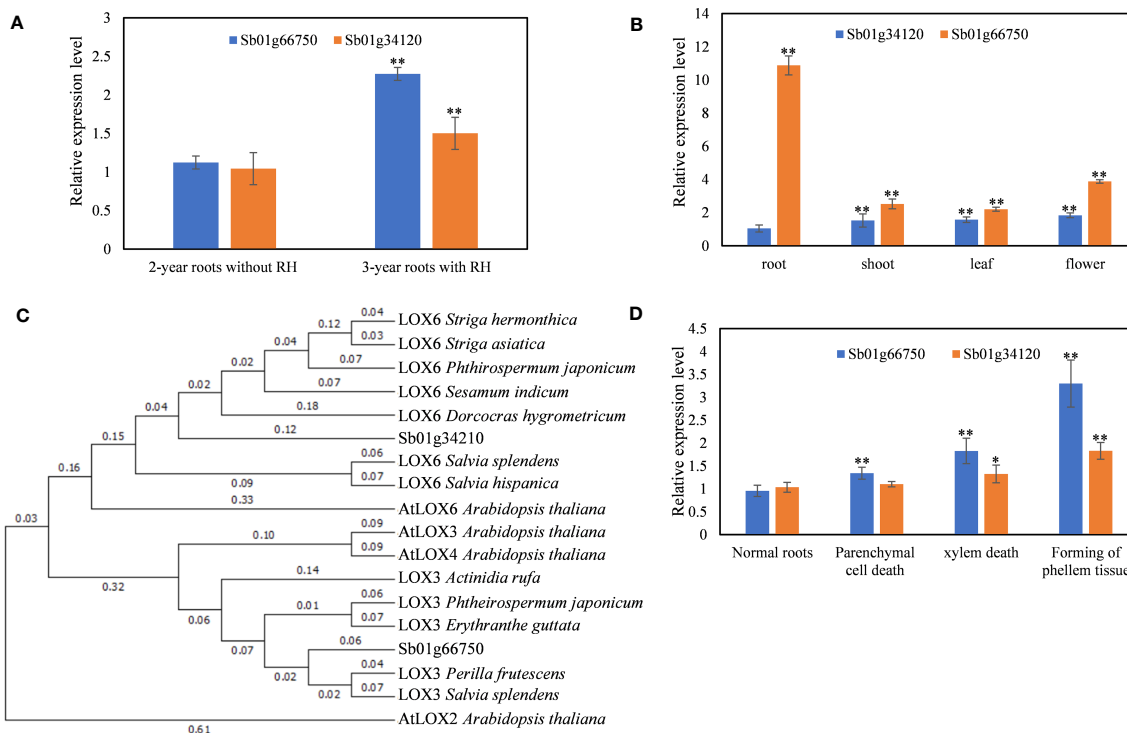 A
Relative expression level
3
2.5
2
1.5
1
0.5
0
Sb01g66750 Sb01g34120
**
**
2-year roots without RH 3-year roots with RH
B
Relative expression level
14
12
10
8
6
4
2
0
Sb01g34120 Sb01g66750
**
** **
** **
** **
root shoot leaf flower
C
0.04 LOX6 Striga hermonthica
0.12
0.03 LOX6 Striga asiatica
0.04
0.07 LOX6 Phthirospermum japonicum
0.02
0.07 LOX6 Sesamum indicum
0.02
0.18 LOX6 Dorcocras hygrometricum
0.04
0.12 Sb01g34210
0.15
0.06 LOX6 Salvia splendens
0.09
0.07 LOX6 Salvia hispanica
0.16
0.33 AtLOX6 Arabidopsis thaliana
0.03
0.09 AtLOX3 Arabidopsis thaliana
0.10
0.09 AtLOX4 Arabidopsis thaliana
0.32
0.14 LOX3 Actinidia rufa
0.06
0.06 LOX3 Phtheirospermum japonicum
0.01
0.07 LOX3 Erythranthe guttata
0.07
0.06 Sb01g66750
0.02
0.04 LOX3 Perilla frutescens
0.02
0.07 LOX3 Salvia splendens
0.61 AtLOX2 Arabidopsis thaliana
D
Relative expression level
4.5
4
3.5
3
2.5
2
1.5
1
0.5
0
Sb01g66750 Sb01g34120
**
** *
** **
Normal roots Parenchymal xylem death Forming of
cell death phellem tissue